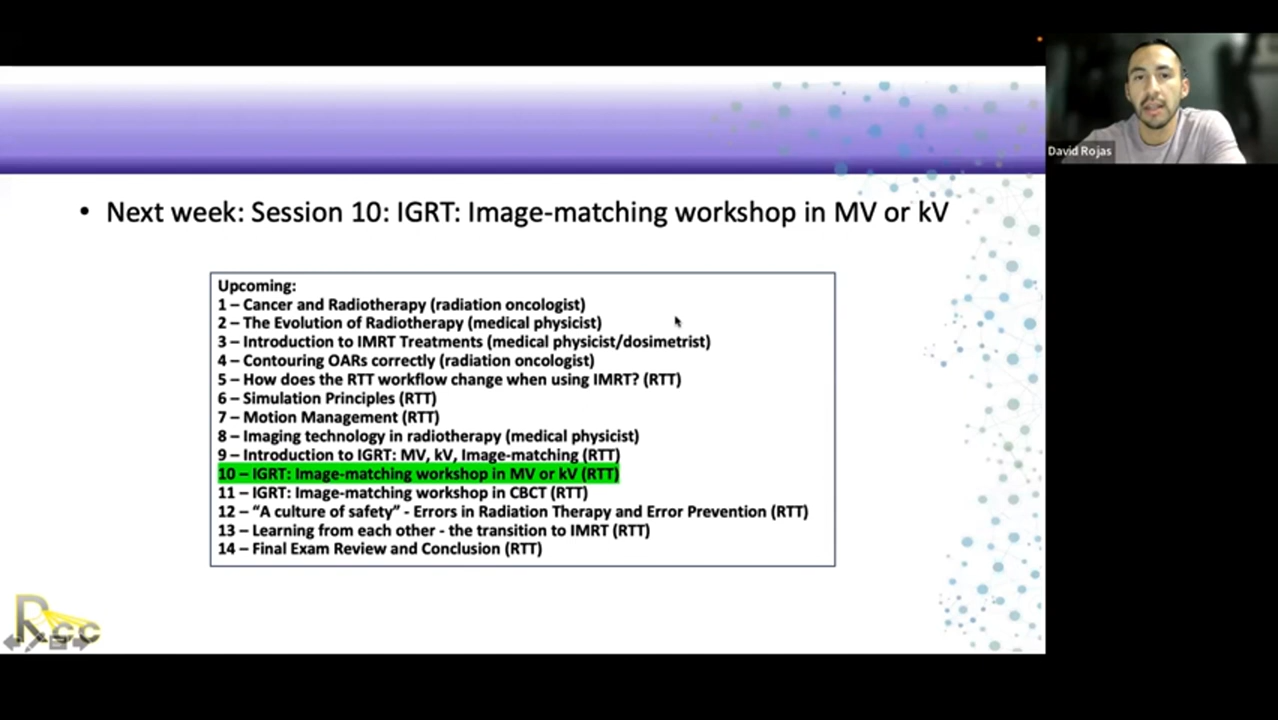 David Rojas
• Next week: Session 10: IGRT: Image-matching workshop in MV or kV
Upcoming:
1 – Cancer and Radiotherapy (radiation oncologist)
2 – The Evolution of Radiotherapy (medical physicist)
3 – Introduction to IMRT Treatments (medical physicist/dosimetrist)
4 – Contouring OARs correctly (radiation oncologist)
5 – How does the RTT workflow change when using IMRT? (RTT)
6 – Simulation Principles (RTT)
7 – Motion Management (RTT)
8 – Imaging technology in radiotherapy (medical physicist)
9 – Introduction to IGRT: MV, kV, Image-matching (RTT)
10 – IGRT: Image-matching workshop in MV or kV (RTT)
11 – IGRT: Image-matching workshop in CBCT (RTT)
12 – “A culture of safety” - Errors in Radiation Therapy and Error Prevention (RTT)
13 – Learning from each other - the transition to IMRT (RTT)
14 – Final Exam Review and Conclusion (RTT)
Rcc